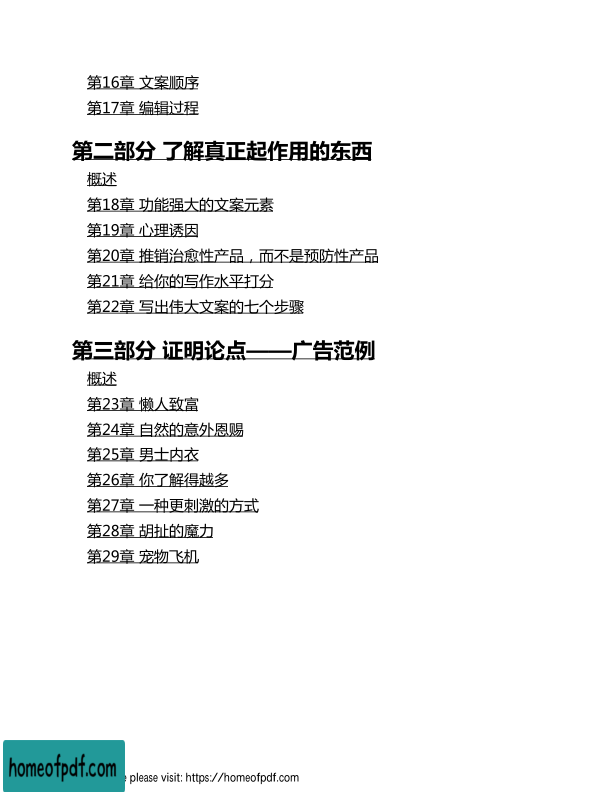 第16章 文案顺序
第17章 编辑过程
第二部分 了解真正起作用的东西
概述
第18章 功能强大的文案元素
第19章 心理诱因
第20章 推销治愈性产品，而不是预防性产品
第21章 给你的写作水平打分
第22章 写出伟大文案的七个步骤
第三部分 证明论点——广告范例
概述
第23章 懒人致富
第24章 自然的意外恩赐
第25章 男士内衣
第26章 你了解得越多
第27章 一种更刺激的方式
第28章 胡扯的魔力
第29章 宠物飞机
homeofpdf.com
please visit: https://homeofpdf.com